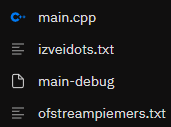 main.cpp
izveidots.txt
main-debug
ofstreampiemers.txt